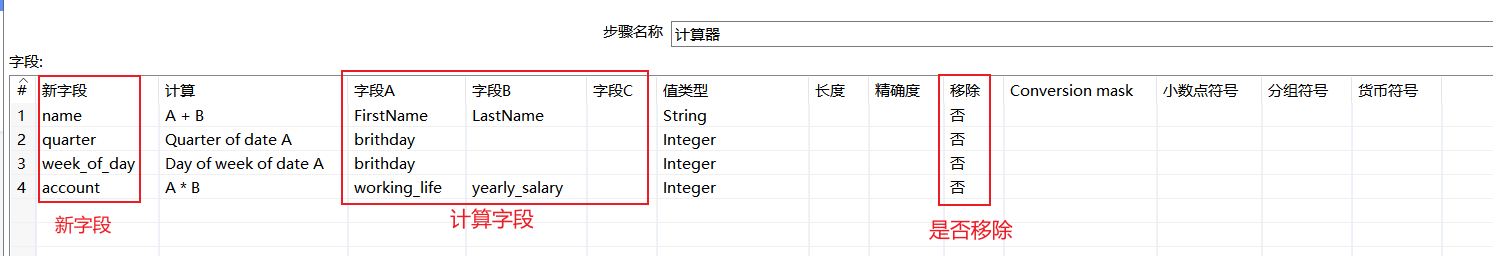 步骤名称 计算器
字段:
# 新字段 计算 字段A 字段B 字段C 值类型 长度 精确度 移除 Conversion mask 小数点符号 分组符号 货币符号
1 name A + B FirstName LastName String 否
2 quarter Quarter of date A brithday Integer 否
3 week_of_day Day of week of date A brithday Integer 否
4 account A * B working_life yearly_salary Integer 否
新字段 计算字段 是否移除